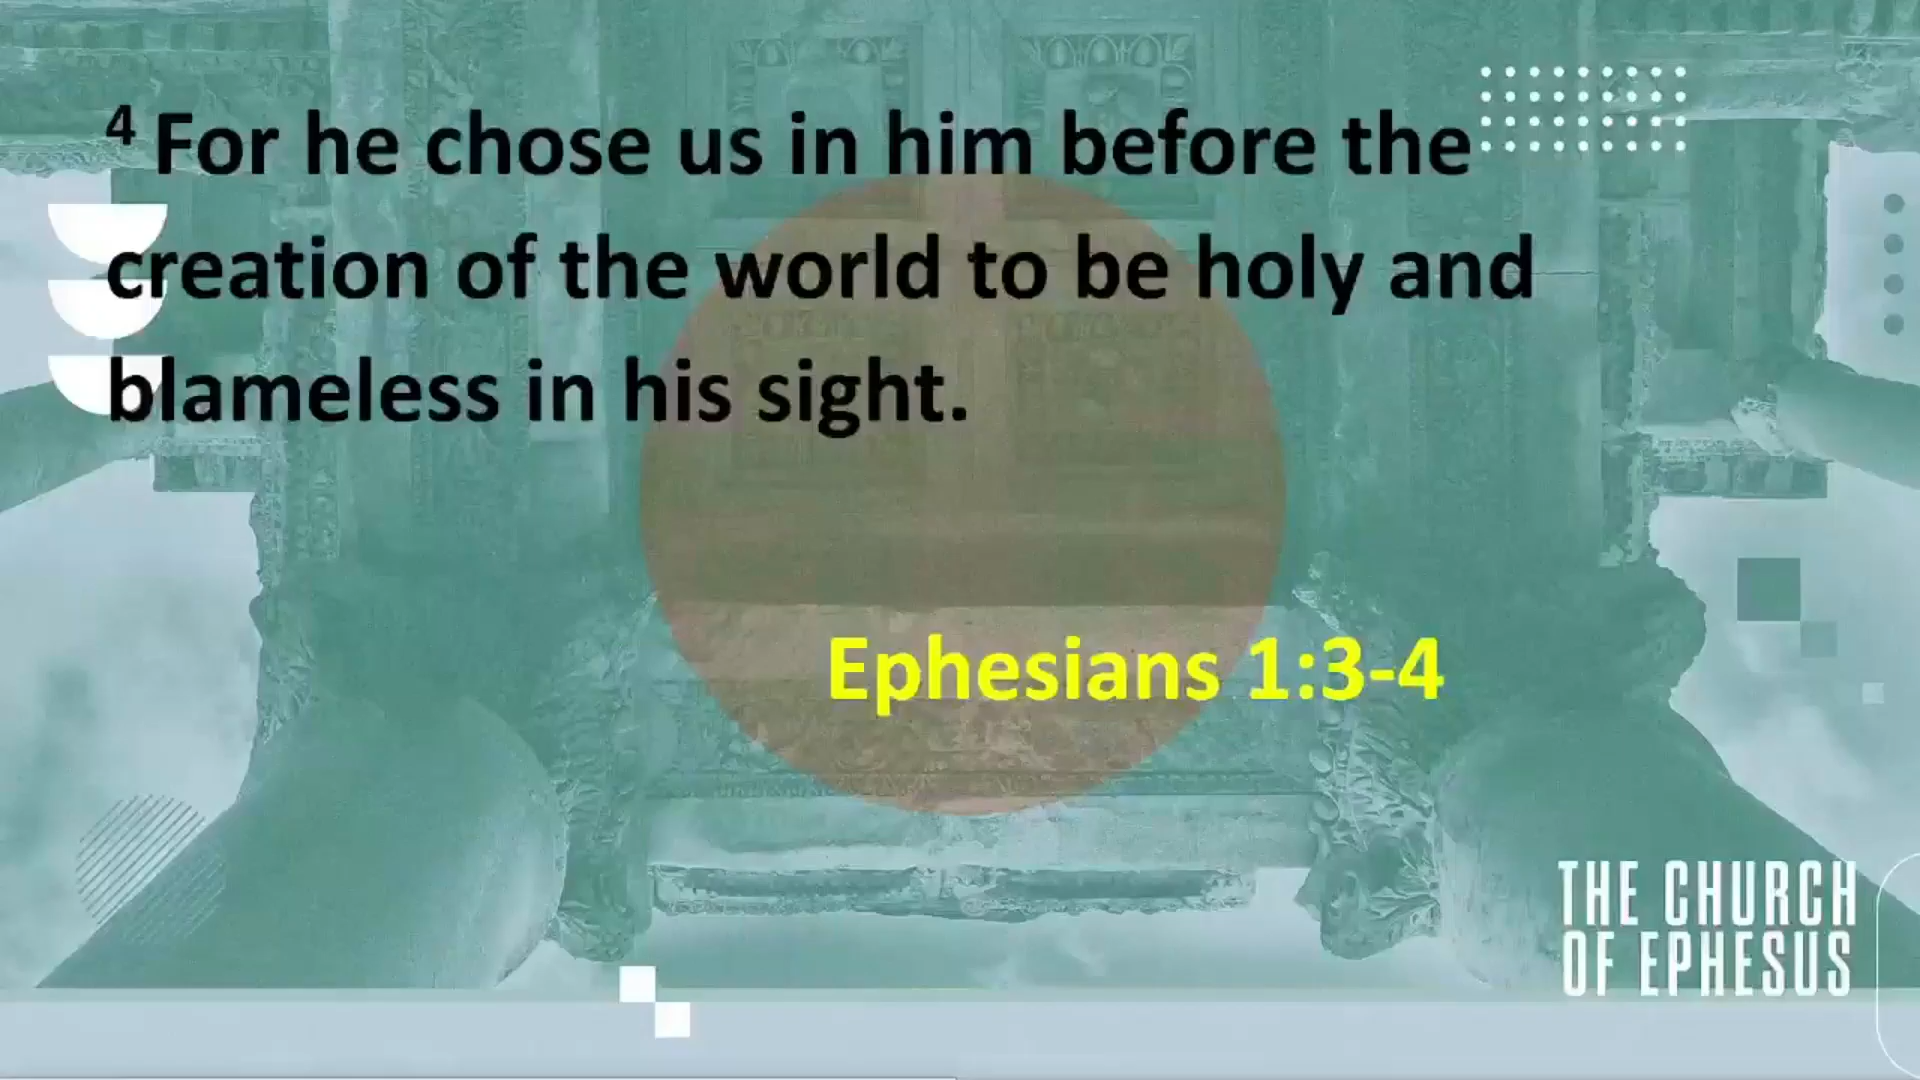 4 For he chose us in him before the
creation of the world to be holy and
blameless in his sight.
Ephesians 1:3-4
THE CHURCH
OF EPHESUS